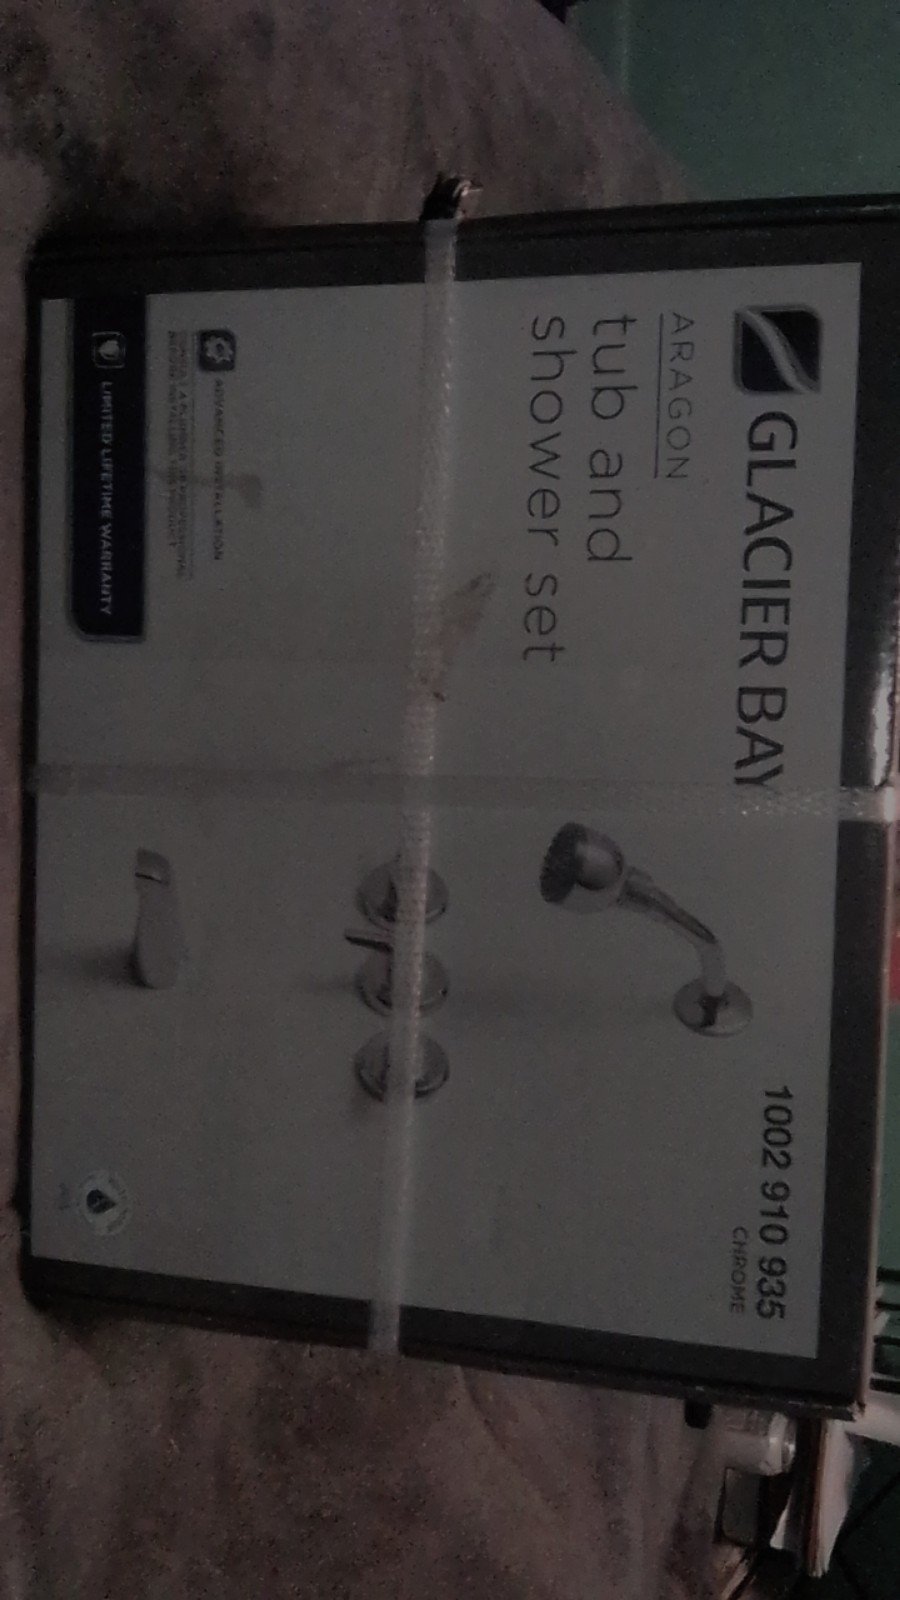 GLACIER BAY
1002 910 935
CHROME
ARAGON
tub and
shower set
ADVANCED INSTALLATION
LIMITED LIFETIME WARRANTY